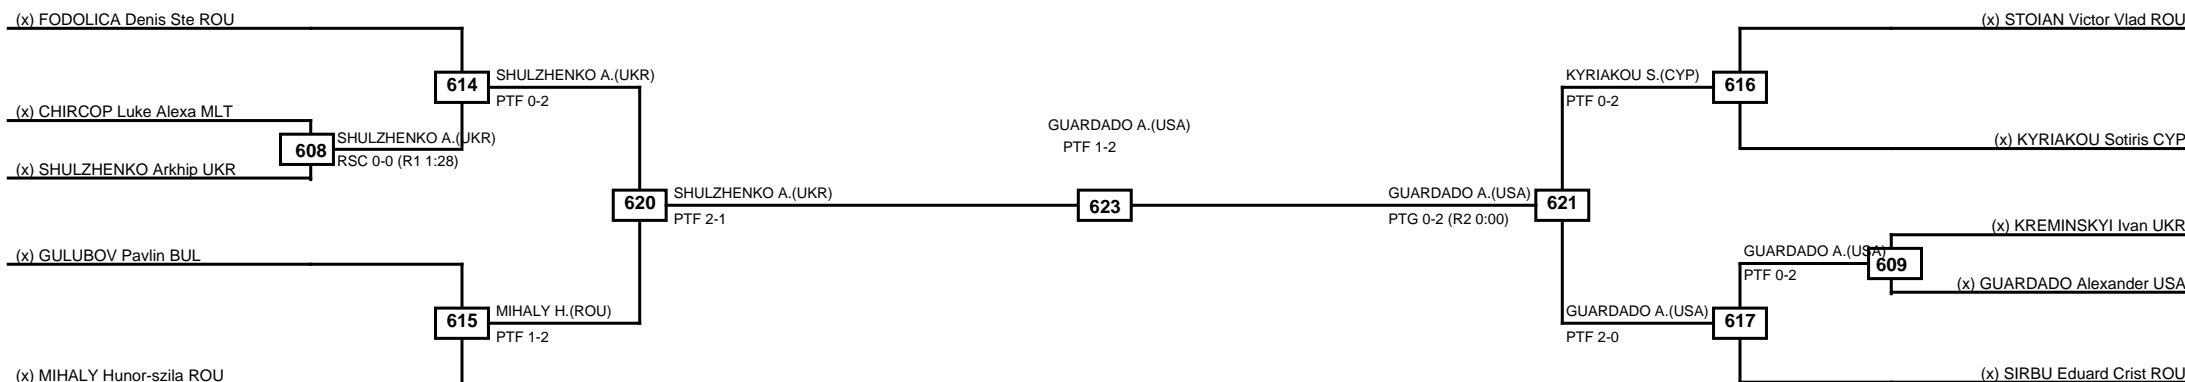 (x) FODOLICA Denis Ste ROU
614
SHULZHENKO A.(UKR)
PTF 0-2
(x) CHIRCOP Luke Alexa MLT
608
SHULZHENKO A.(UKR)
RSC 0-0 (R1 1:28)
(x) SHULZHENKO Arkhip UKR
620
SHULZHENKO A.(UKR)
PTF 2-1
(x) GULUBOV Pavlin BUL
615
MIHALY H.(ROU)
PTF 1-2
(x) MIHALY Hunor-szila ROU
GUARDADO A.(USA)
PTF 1-2
623
(x) STOIAN Victor Vlad ROU
KYRIAKOU S.(CYP)
616
PTF 0-2
(x) KYRIAKOU Sotiris CYP
GUARDADO A.(USA)
621
PTG 0-2 (R2 0:00)
(x) KREMINSKYI Ivan UKR
GUARDADO A.(USA)
609
PTF 0-2
(x) GUARDADO Alexander USA
GUARDADO A.(USA)
617
PTF 2-0
(x) SIRBU Eduard Crist ROU